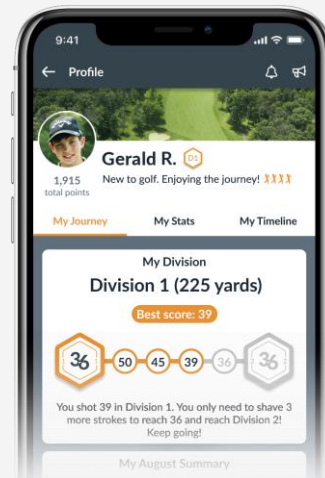 9:41
Profile
Gerald R. D1
1,915
total points
New to golf. Enjoying the journey!
My Journey My Stats My Timeline
My Division
Division 1 (225 yards)
Best score: 39
36 50 45 39 36 36
You shot 39 in Division 1. You only need to shave 3
more strokes to reach 36 and reach Division 2!
Keep going!
My August Summary